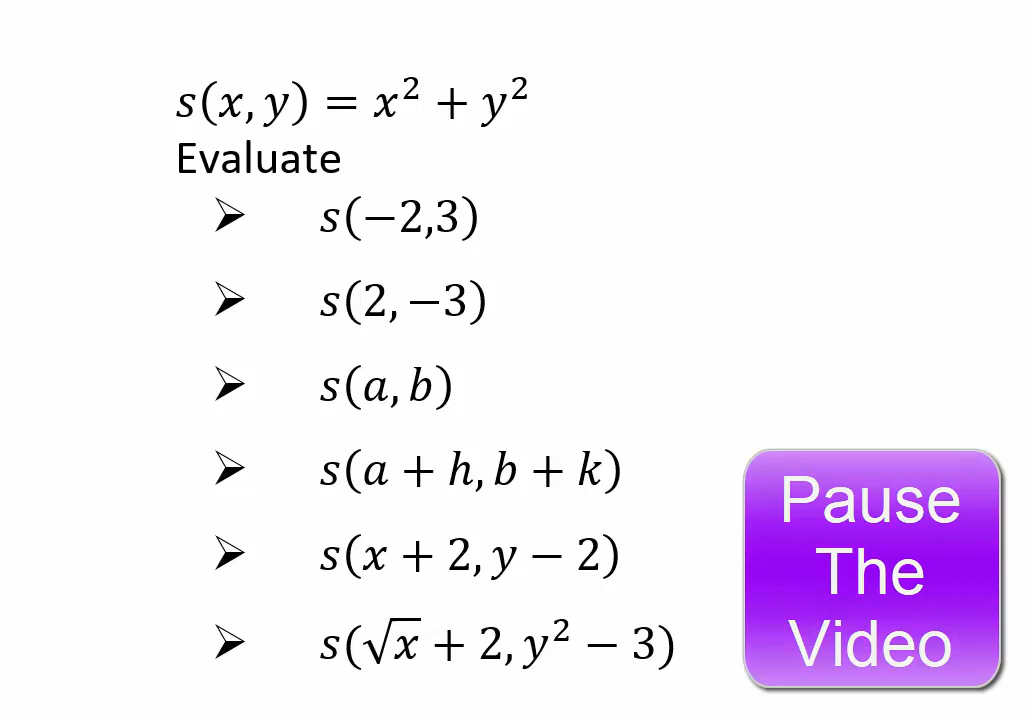 s(x, y) = x² + y²
Evaluate
➢ s(−2,3)
➢ s(2, −3)
➢ s(a, b)
➢ s(a + h, b + k)
➢ s(x + 2, y − 2)
➢ s(√x + 2, y² − 3)
Pause
The
Video